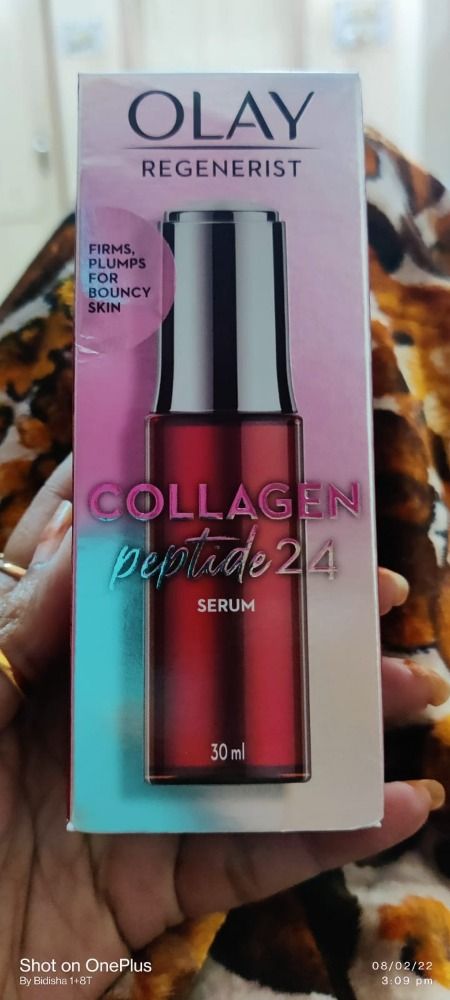 OLAY
REGENERIST
FIRMS,
PLUMPS
FOR
BOUNCY
SKIN
COLLAGEN
peptide 24
SERUM
30 ml
Shot on OnePlus
By Bidisha 1+8T
08/02/22
3:09 pm